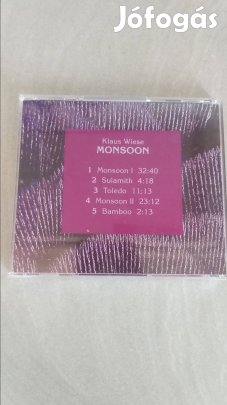 Jófogás
Klaus Wiese
MONSOON
1 Monsoon I 32:40
2 Sulamith 4:18
3 Toledo 11:13
4 Monsoon II 23:12
5 Bamboo 2:13